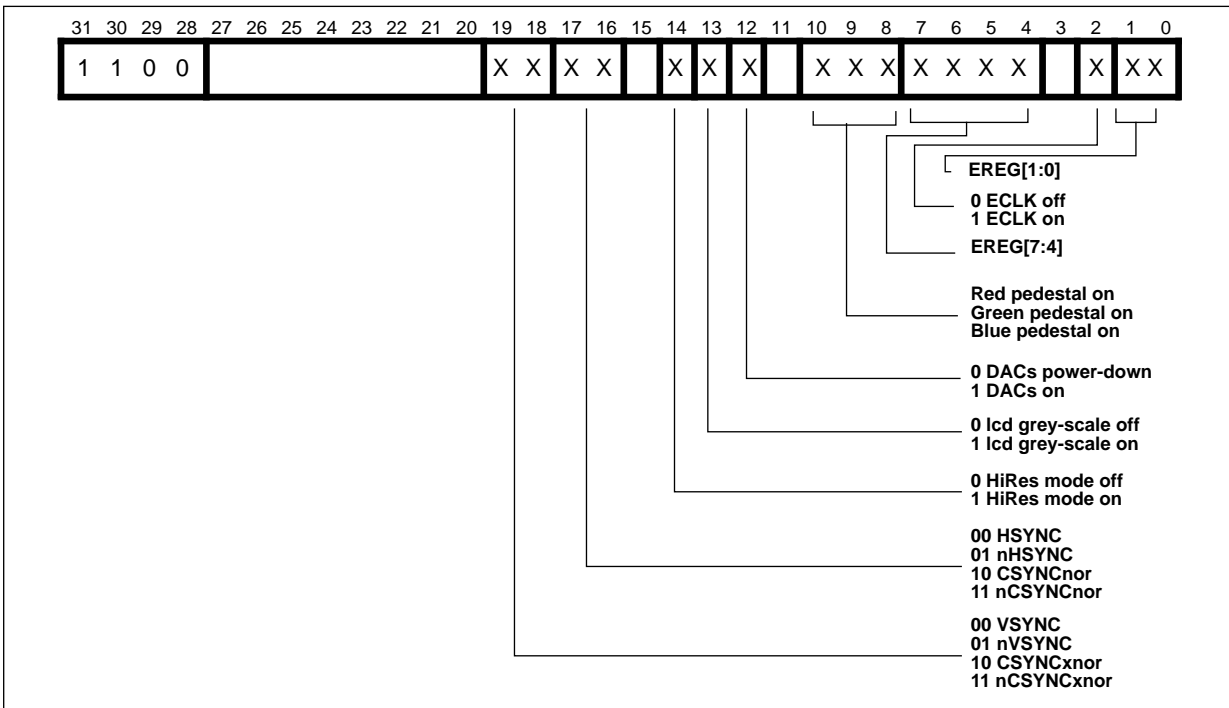 31 30 29 28 27 26 25 24 23 22 21 20 19 18 17 16 15 14 13 12 11 10 9 8 7 6 5 4 3 2 1 0
1 1 0 0 X X X X X X X X X X X X X X X X X
EREG[1:0]
0 ECLK off
1 ECLK on
EREG[7:4]
Red pedestal on
Green pedestal on
Blue pedestal on
0 DACs power-down
1 DACs on
0 lcd grey-scale off
1 lcd grey-scale on
0 HiRes mode off
1 HiRes mode on
00 HSYNC
01 nHSYNC
10 CSYNCnor
11 nCSYNCnor
00 VSYNC
01 nVSYNC
10 CSYNCxnor
11 nCSYNCxnor